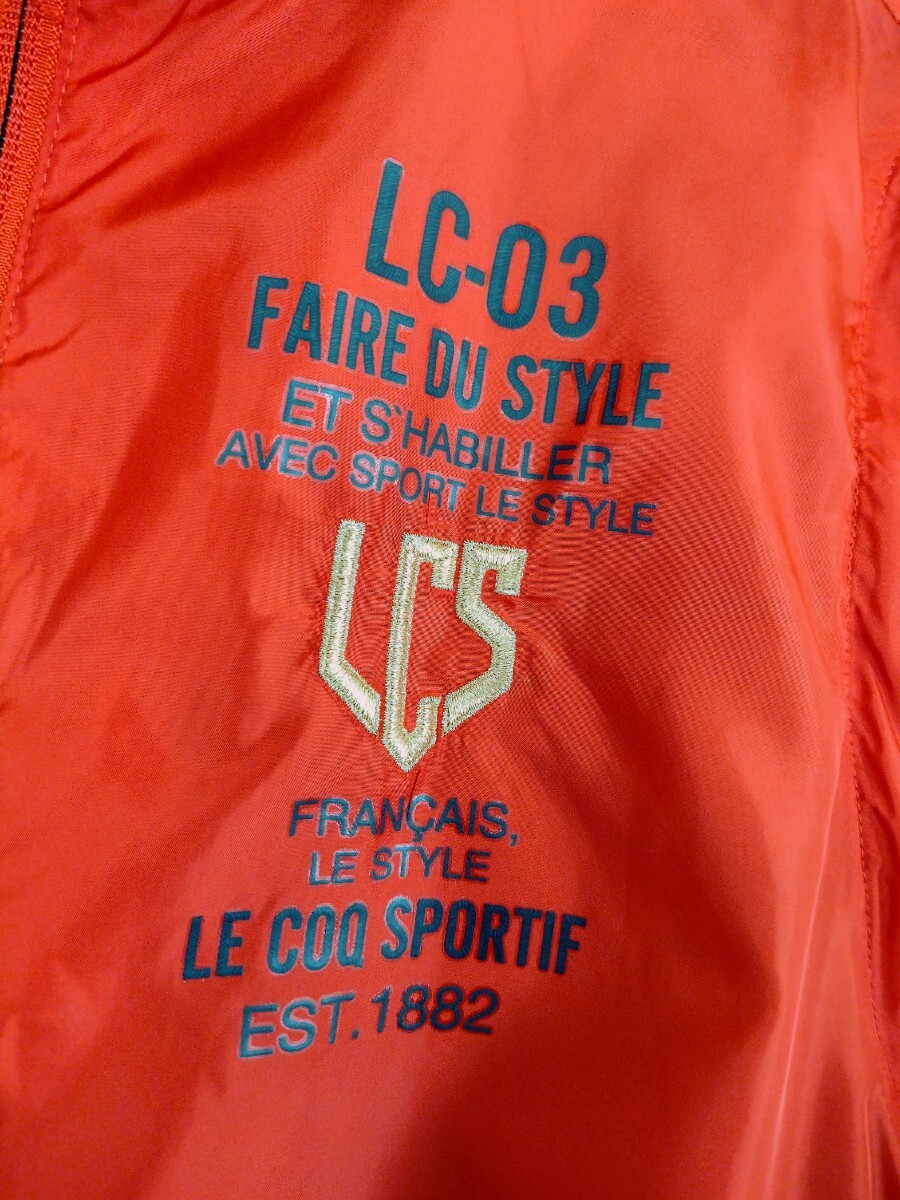 LC-03
FAIRE DU STYLE
ET S`HABILLER
AVEC SPORT LE STYLE
LCS
FRANÇAIS,
LE STYLE
LE COQ SPORTIF
EST.1882